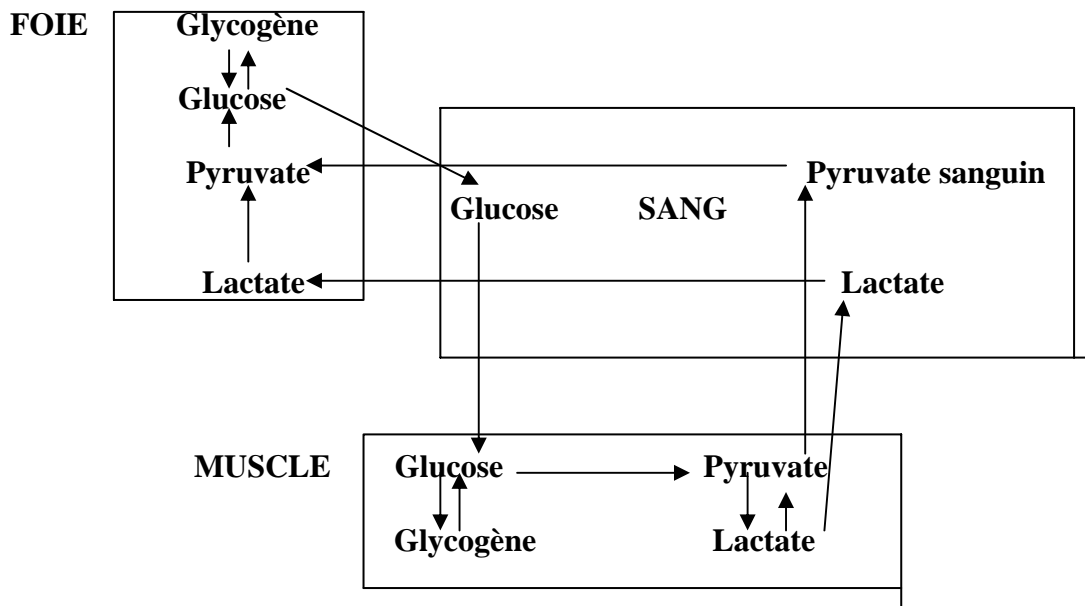 FOIE Glycogène
Glucose
Pyruvate Pyruvate sanguin
Glucose SANG
Lactate Lactate
MUSCLE Glucose Pyruvate
Glycogène Lactate